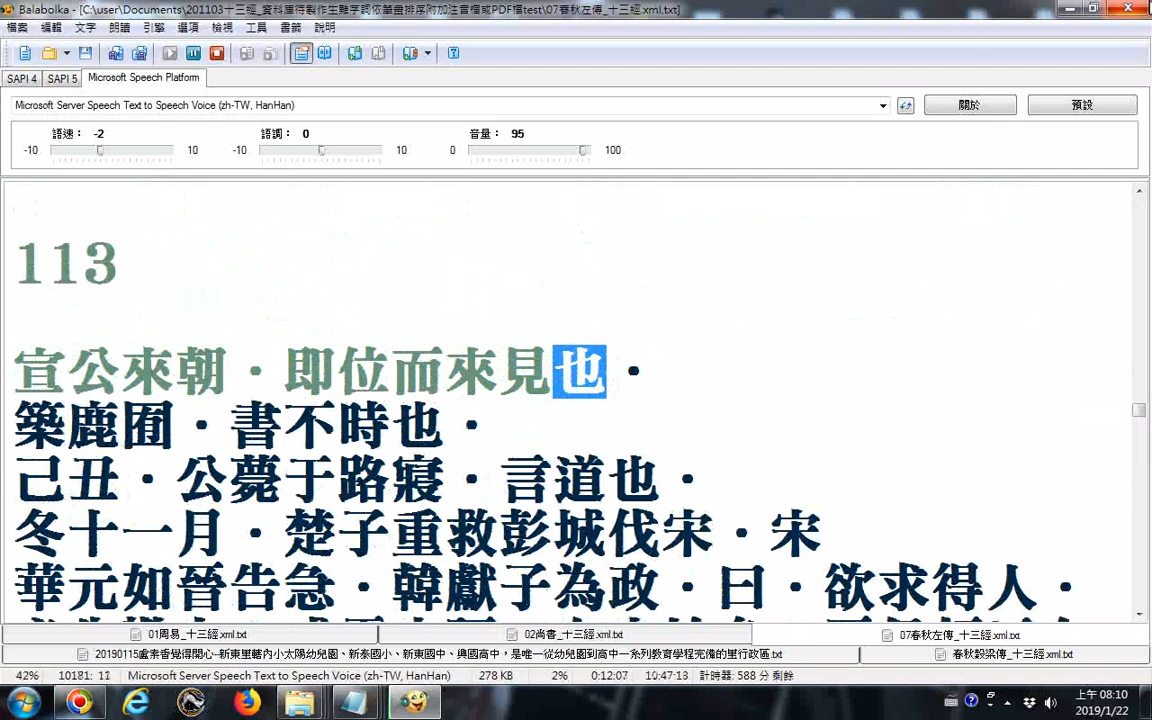 Balabolka - [C:\user\Documents\201103十三經_資料庫待製作生難字詞依筆畫排序附加注音檔或PDF檔test\07春秋左傳_十三經.xml.txt]
檔案 編輯 文字 朗讀 引擎 選項 檢視 工具 書籤 說明
SAPI 4 SAPI 5 Microsoft Speech Platform
Microsoft Server Speech Text to Speech Voice (zh-TW, HanHan) 關於 預設
語速： -2 語調： 0 音量： 95
-10 10 -10 10 0 100
113
宣公來朝．即位而來見也．
築鹿囿．書不時也．
己丑．公薨于路寢．言道也．
冬十一月．楚子重救彭城伐宋．宋
華元如晉告急．韓獻子為政．曰．欲求得人．
01周易_十三經.xml.txt 02尚書_十三經.xml.txt 07春秋左傳_十三經.xml.txt
20190115盧素香覺得開心--新東里轄內小太陽幼兒園、新泰國小、新東國中、興國高中，是唯一從幼兒園到高中一系列教育學程完備的里行政區.txt 春秋穀梁傳_十三經.xml.txt
42% 10181: 11 Microsoft Server Speech Text to Speech Voice (zh-TW, HanHan) 278 KB 2% 0:12:07 10:47:13 計時器: 588 分 剩餘
上午 08:10
2019/1/22